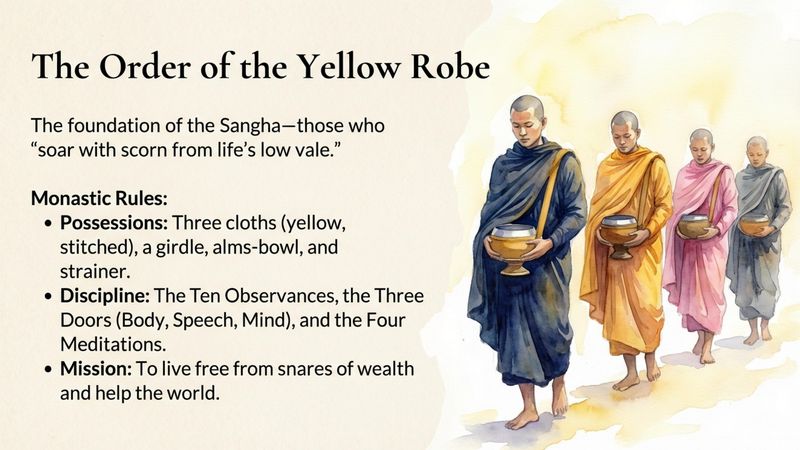 The Order of the Yellow Robe
The foundation of the Sangha—those who
“soar with scorn from life’s low vale.”
Monastic Rules:
• Possessions: Three cloths (yellow,
stitched), a girdle, alms-bowl, and
strainer.
• Discipline: The Ten Observances, the Three
Doors (Body, Speech, Mind), and the Four
Meditations.
• Mission: To live free from snares of wealth
and help the world.